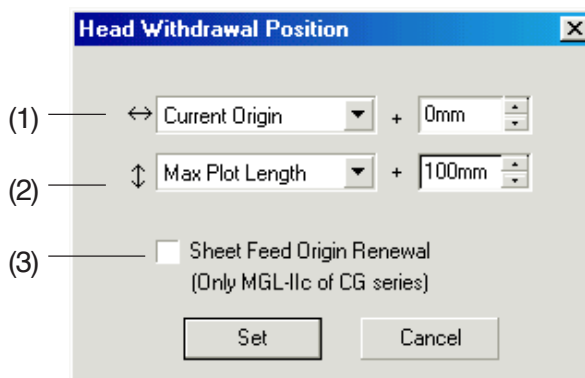 Head Withdrawal Position
(1) Current Origin + 0mm
(2) Max Plot Length + 100mm
(3) Sheet Feed Origin Renewal
(Only MGL-IIc of CG series)
Set Cancel